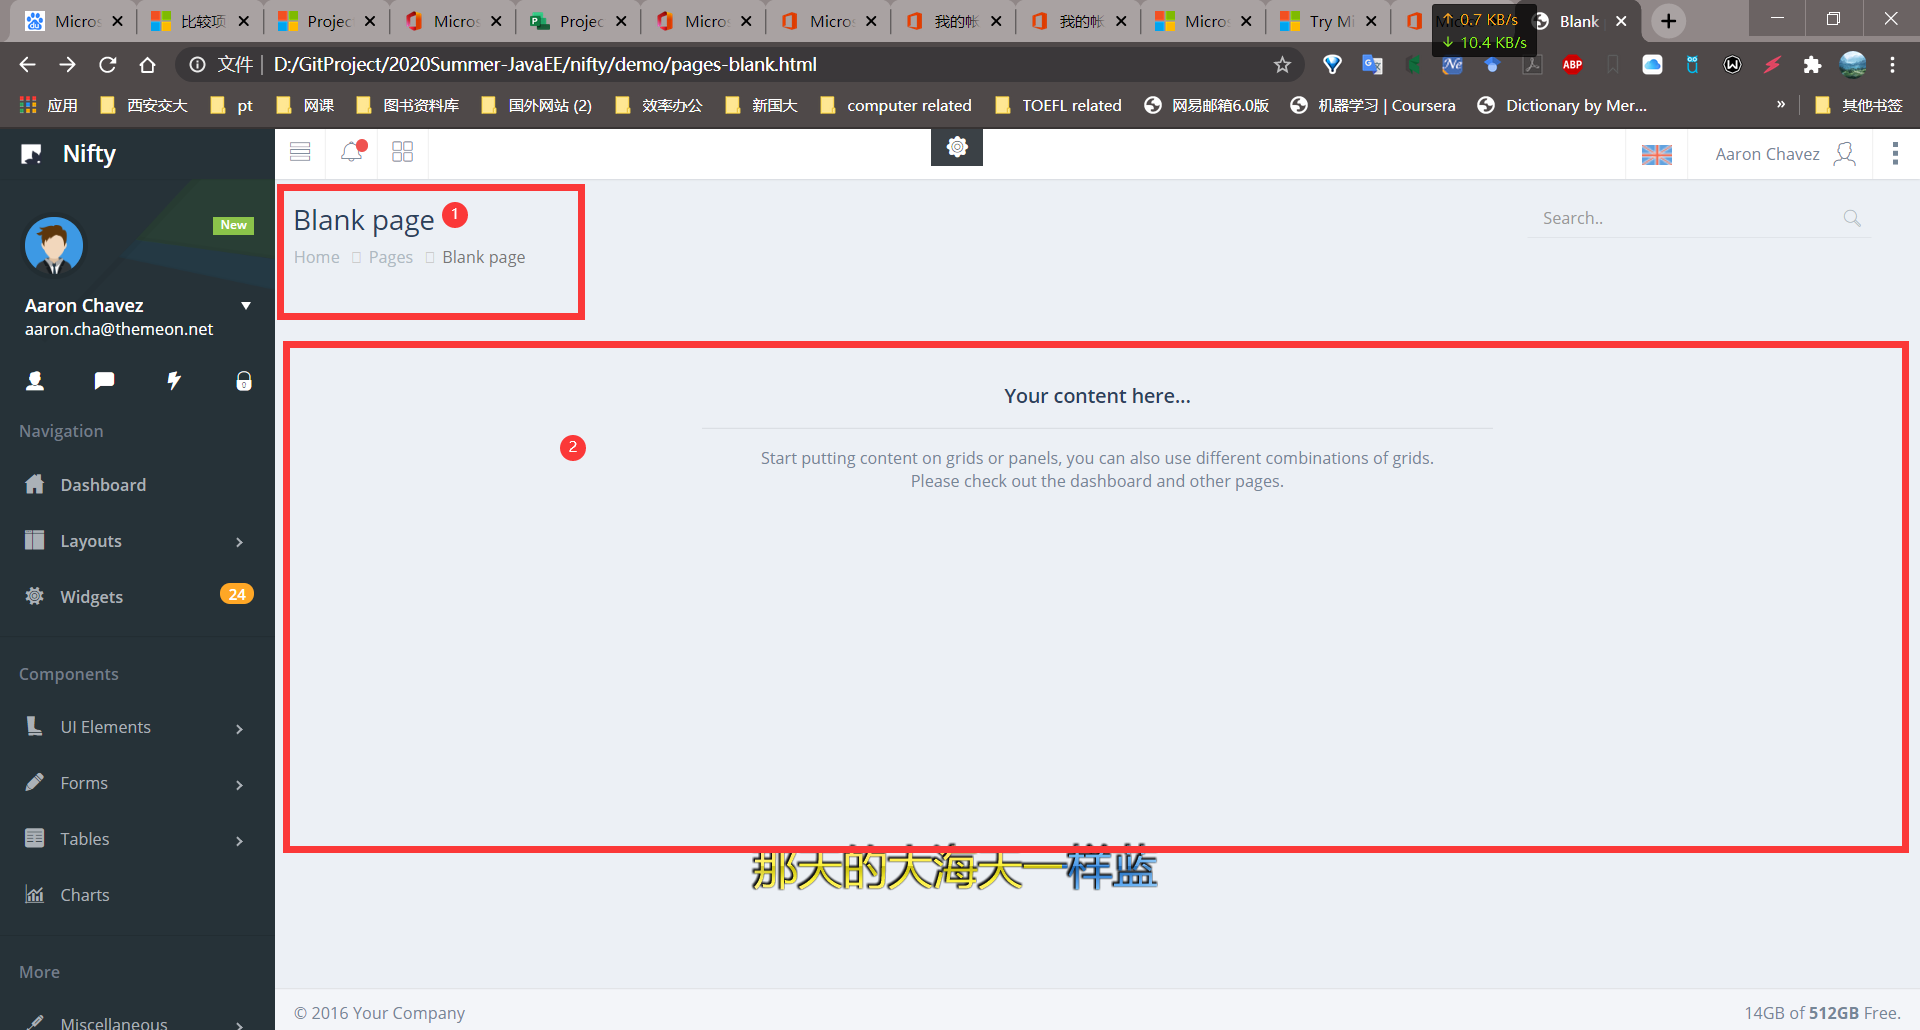 Micros
比较项
Projec
Micros
Projec
Micros
Micros
我的帐
我的帐
Micros
Try Mi
Blank
↑ 0.7 KB/s
↓ 10.4 KB/s
文件 | D:/GitProject/2020Summer-JavaEE/nifty/demo/pages-blank.html
ABP
应用
西安交大
pt
网课
图书资料库
国外网站 (2)
效率办公
新国大
computer related
TOEFL related
网易邮箱6.0版
机器学习 | Coursera
Dictionary by Mer...
»
其他书签
Nifty
Aaron Chavez
New
Aaron Chavez
aaron.cha@themeon.net
Navigation
Dashboard
Layouts
Widgets 24
Components
UI Elements
Forms
Tables
Charts
More
Miscellaneous
Blank page 1
Home Pages Blank page
Search..
2
Your content here...
Start putting content on grids or panels, you can also use different combinations of grids.
Please check out the dashboard and other pages.
那大的大海大一样蓝
© 2016 Your Company
14GB of 512GB Free.